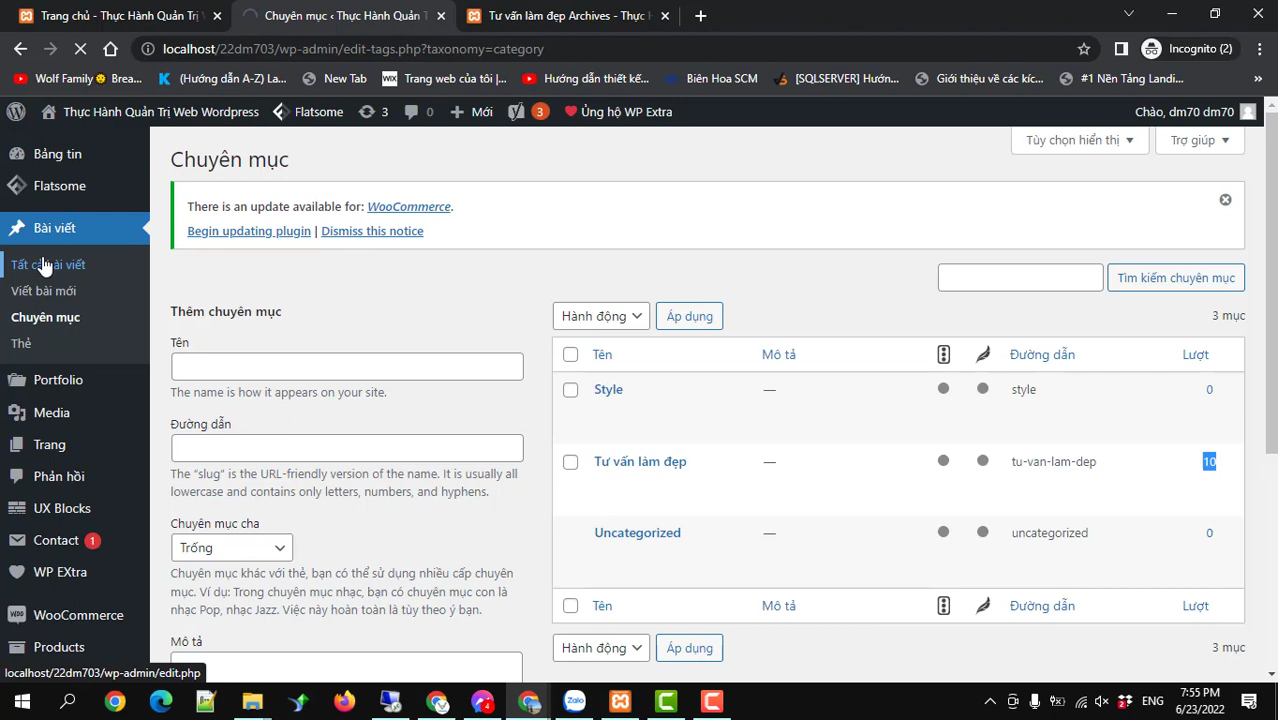 Trang chủ - Thực Hành Quản Trị V
Chuyên mục ‹ Thực Hành Quản T
Tư vấn làm đẹp Archives - Thực H
localhost/22dm703/wp-admin/edit-tags.php?taxonomy=category
Incognito (2)
Wolf Family Brea...
(Hướng dẫn A-Z) La...
New Tab
WIX
Trang web của tôi |...
Hướng dẫn thiết kế...
Biên Hoa SCM
[SQLSERVER] Hướn...
Giới thiệu về các kíc...
#1 Nền Tảng Landi...
»
Thực Hành Quản Trị Web Wordpress
Flatsome
3
0
Mới
3
Ủng hộ WP Extra
Chào, dm70 dm70
Bảng tin
Flatsome
Bài viết
Tất cả bài viết
Viết bài mới
Chuyên mục
Thẻ
Portfolio
Media
Trang
Phản hồi
UX Blocks
Contact 1
WP EXtra
WooCommerce
Products
localhost/22dm703/wp-admin/edit.php
Tùy chọn hiển thị
Trợ giúp
Chuyên mục
There is an update available for: WooCommerce.
Begin updating plugin | Dismiss this notice
Tìm kiếm chuyên mục
Thêm chuyên mục
Tên
The name is how it appears on your site.
Đường dẫn
The “slug” is the URL-friendly version of the name. It is usually all
lowercase and contains only letters, numbers, and hyphens.
Chuyên mục cha
Trống
Chuyên mục khác với thẻ, bạn có thể sử dụng nhiều cấp chuyên
mục. Ví dụ: Trong chuyên mục nhạc, bạn có chuyên mục con là
nhạc Pop, nhạc Jazz. Việc này hoàn toàn là tùy theo ý bạn.
Mô tả
Hành động
Áp dụng
3 mục
Tên Mô tả Đường dẫn Lượt
Style — style 0
Tư vấn làm đẹp — tu-van-lam-dep 10
Uncategorized — uncategorized 0
Tên Mô tả Đường dẫn Lượt
Hành động
Áp dụng
3 mục
4
2
ENG
7:55 PM
6/23/2022